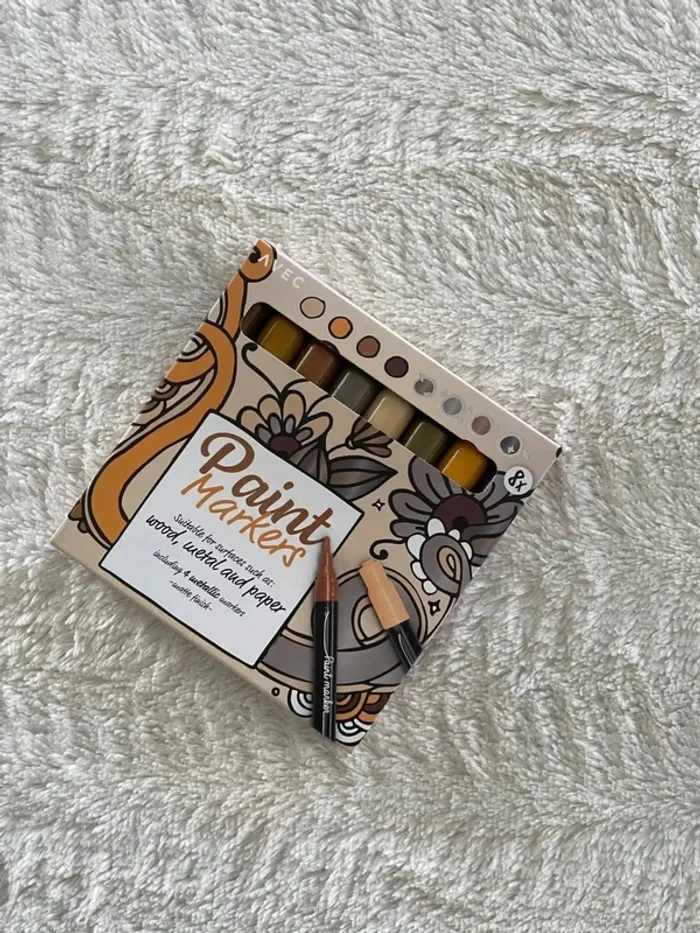 AVEC
8x
Paint
Markers
Suitable for surfaces such as:
wood, metal and paper
including 4 metallic markers
-matte finish-
Paint marker